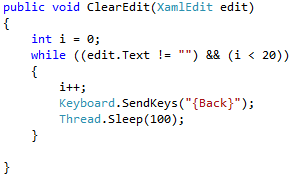 public void ClearEdit(XamlEdit edit)
{
    int i = 0;
    while ((edit.Text != "") && (i < 20))
    {
        i++;
        Keyboard.SendKeys("{Back}");
        Thread.Sleep(100);
    }
}